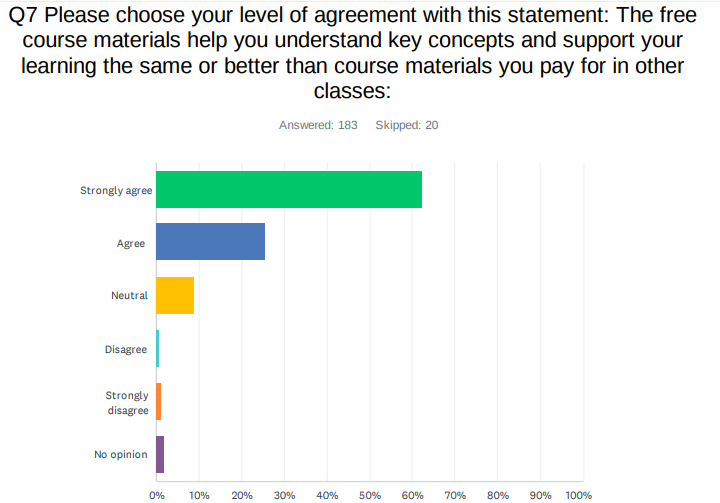 Q7 Please choose your level of agreement with this statement: The free
course materials help you understand key concepts and support your
learning the same or better than course materials you pay for in other
classes:
Answered: 183 Skipped: 20
Strongly agree
Agree
Neutral
Disagree
Strongly
disagree
No opinion
0% 10% 20% 30% 40% 50% 60% 70% 80% 90% 100%